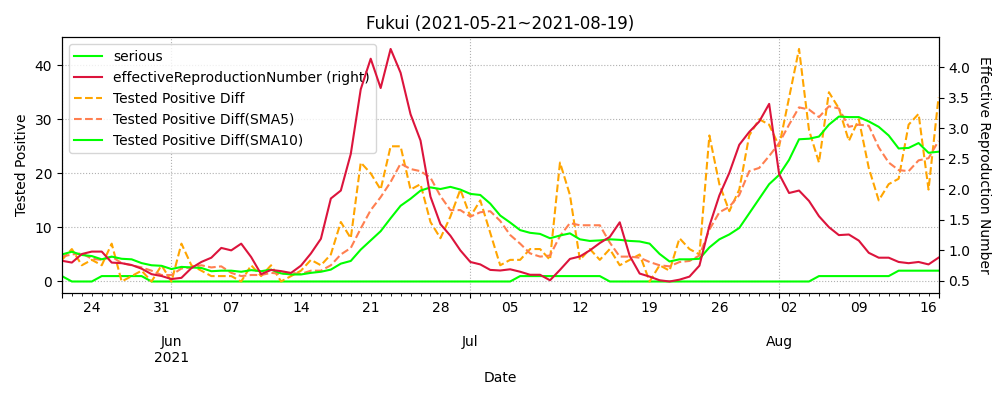 Fukui (2021-05-21~2021-08-19)
serious
effectiveReproductionNumber (right)
Tested Positive Diff
Tested Positive Diff(SMA5)
Tested Positive Diff(SMA10)
Tested Positive
40
30
20
10
0
Effective Reproduction Number
4.0
3.5
3.0
2.5
2.0
1.5
1.0
0.5
24 31 07 14 21 28 05 12 19 26 02 09 16
Jun Jul Aug
2021
Date